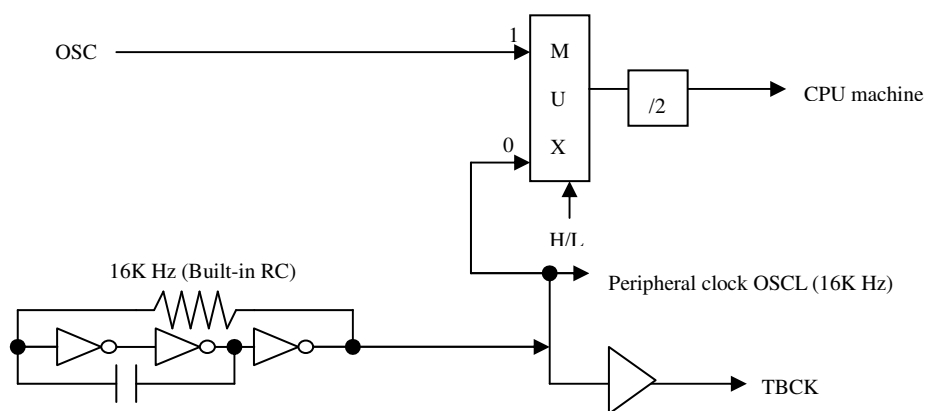 OSC
1
M
U
X
0
/2
CPU machine
H/L
16K Hz (Built-in RC)
Peripheral clock OSCL (16K Hz)
TBCK